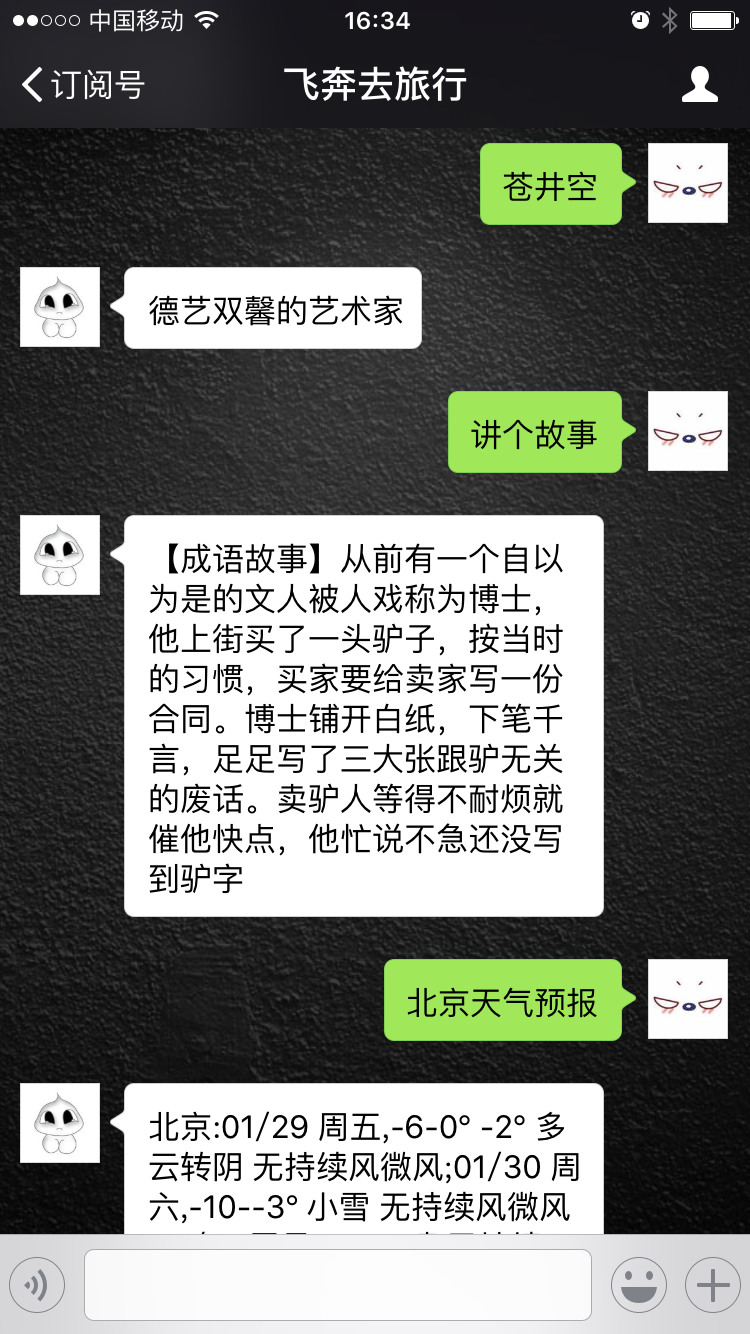 中国移动
16:34
订阅号
飞奔去旅行
苍井空
德艺双馨的艺术家
讲个故事
【成语故事】从前有一个自以
为是的文人被人戏称为博士，
他上街买了一头驴子，按当时
的习惯，买家要给卖家写一份
合同。博士铺开白纸，下笔千
言，足足写了三大张跟驴无关
的废话。卖驴人等得不耐烦就
催他快点，他忙说不急还没写
到驴字
北京天气预报
北京:01/29 周五,-6-0° -2° 多
云转阴 无持续风微风;01/30 周
六,-10--3° 小雪 无持续风微风